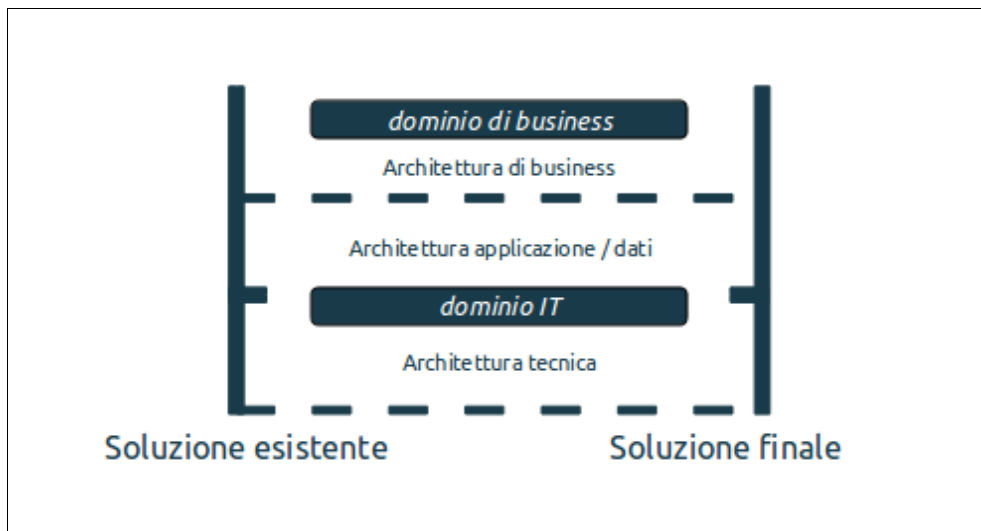 dominio di business
Architettura di business
Architettura applicazione / dati
dominio IT
Architettura tecnica
Soluzione esistente
Soluzione finale